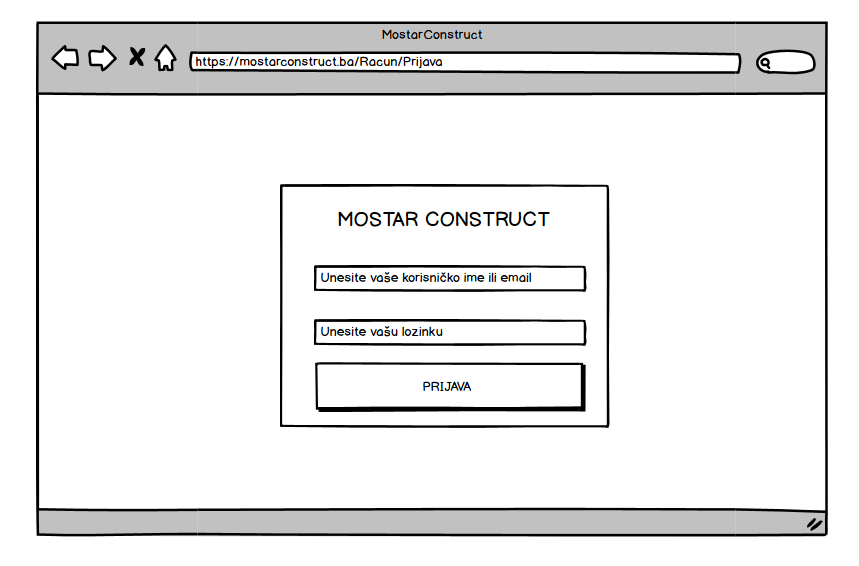 MostarConstruct
https://mostarconstruct.ba/Racun/Prijava
MOSTAR CONSTRUCT
Unesite vaše korisničko ime ili email
Unesite vašu lozinku
PRIJAVA